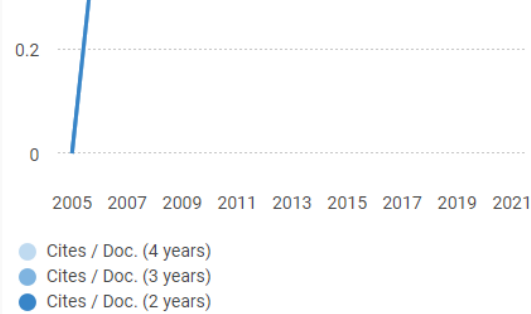 0.2
0
2005 2007 2009 2011 2013 2015 2017 2019 2021
Cites / Doc. (4 years)
Cites / Doc. (3 years)
Cites / Doc. (2 years)